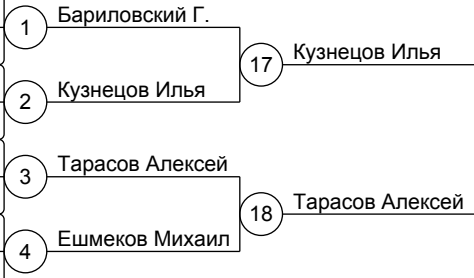 1 Бариловский Г.
17 Кузнецов Илья
2 Кузнецов Илья
3 Тарасов Алексей
18 Тарасов Алексей
4 Ешмеков Михаил